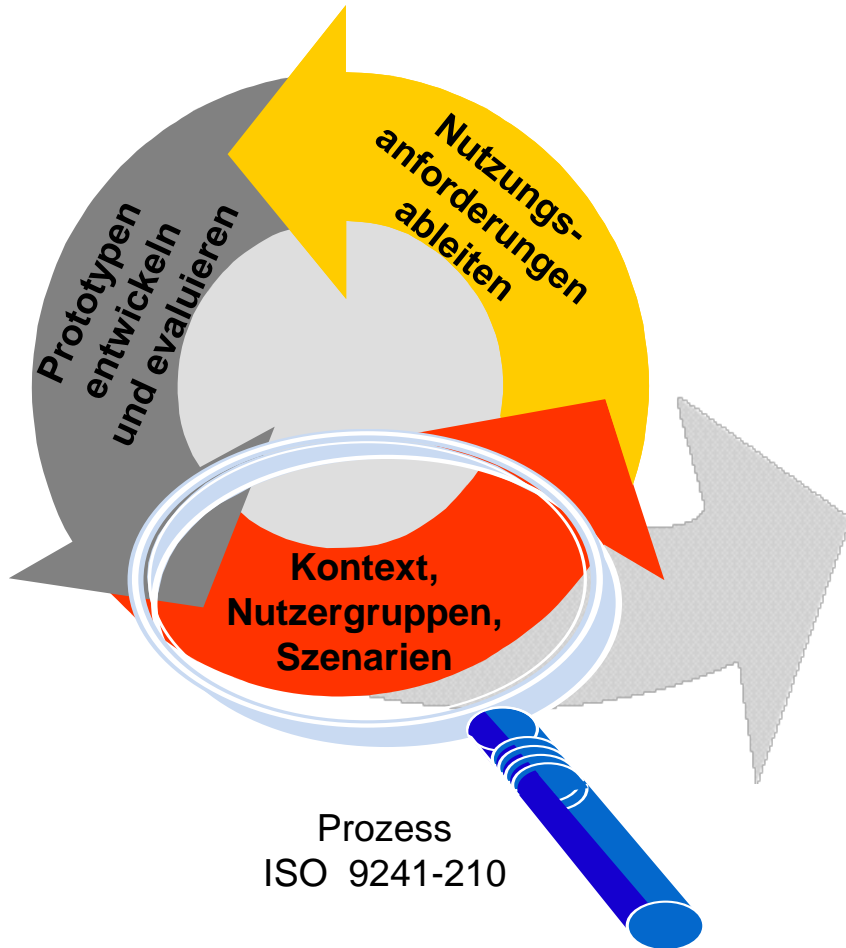 Prototypen
entwickeln
und evaluieren
Nutzungs-
anforderungen
ableiten
Kontext,
Nutzergruppen,
Szenarien
Prozess
ISO 9241-210